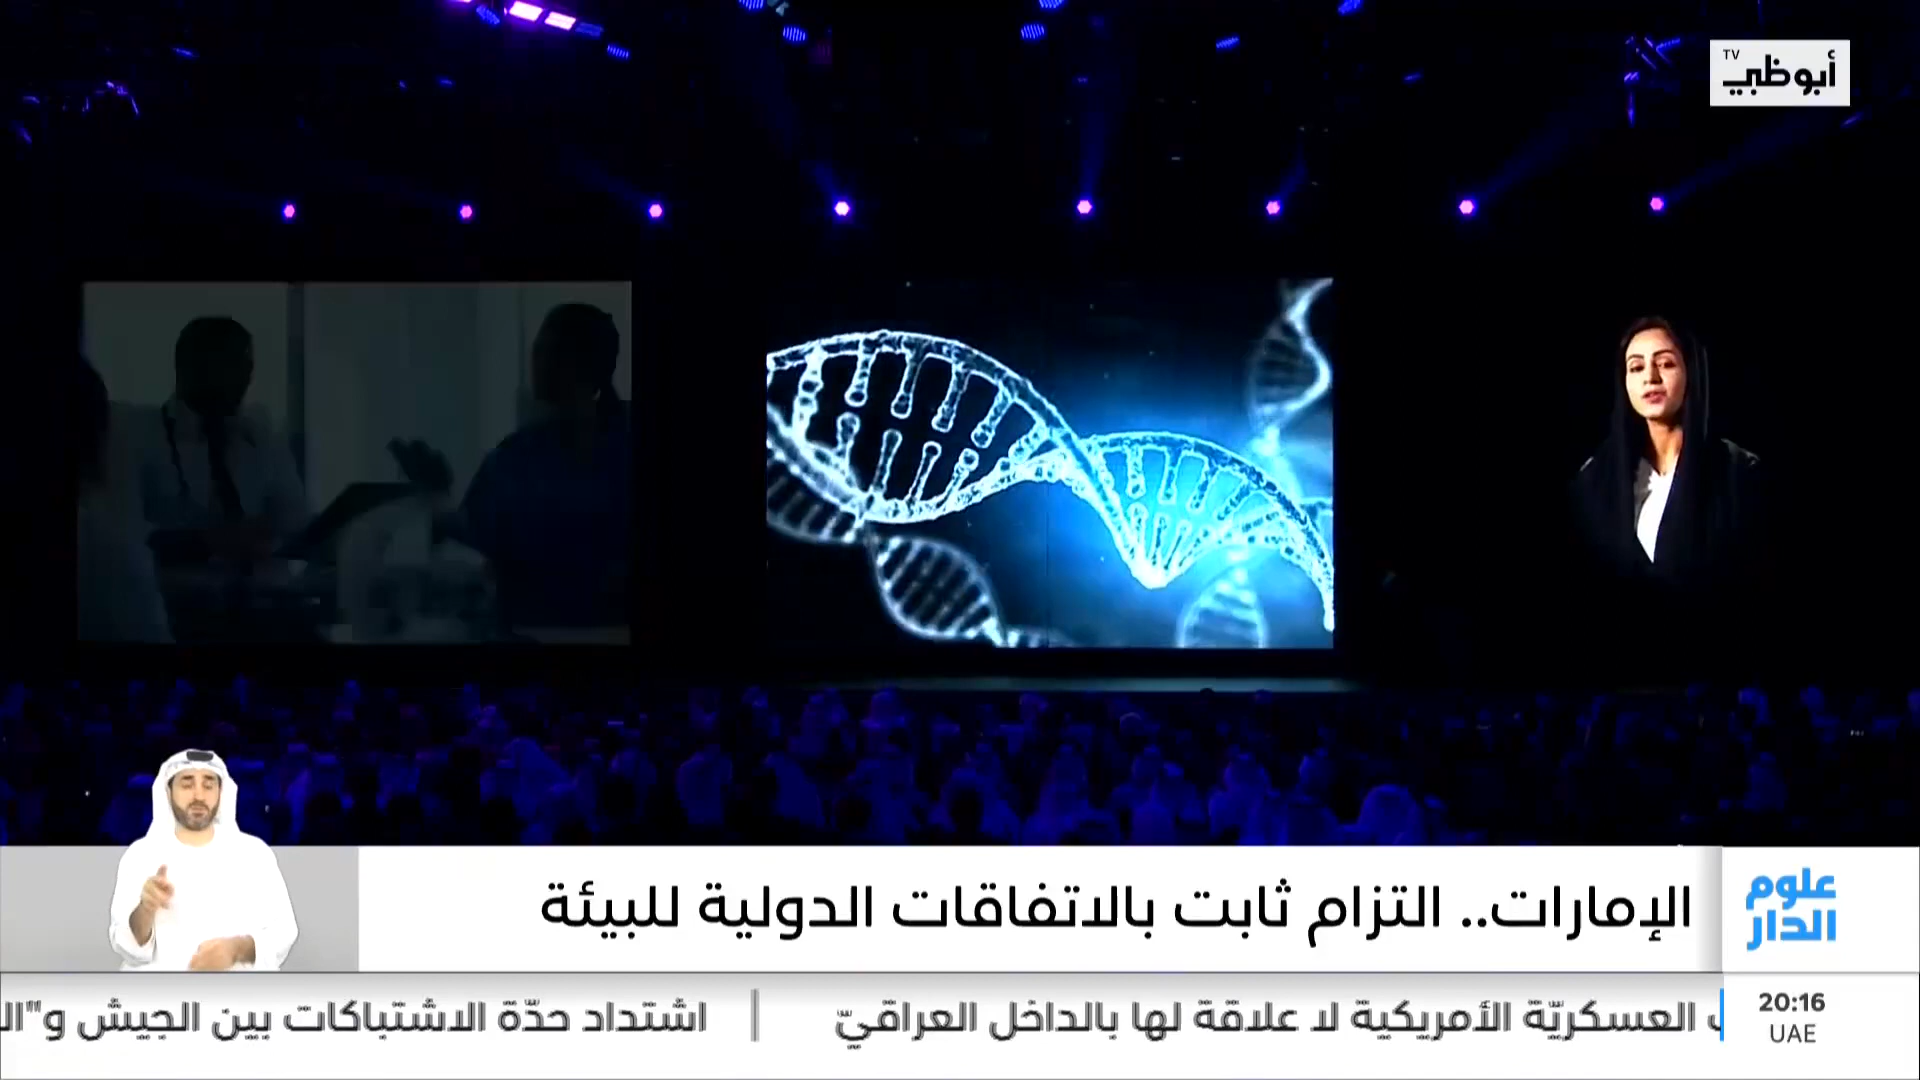 TV
أبوظبي
الإمارات.. التزام ثابت بالاتفاقات الدولية للبيئة
علوم
الدار
العسكريّة الأمريكية لا علاقة لها بالداخل العراقيّ | اشتداد حدّة الاشتباكات بين الجيش و"ال
20:16
UAE